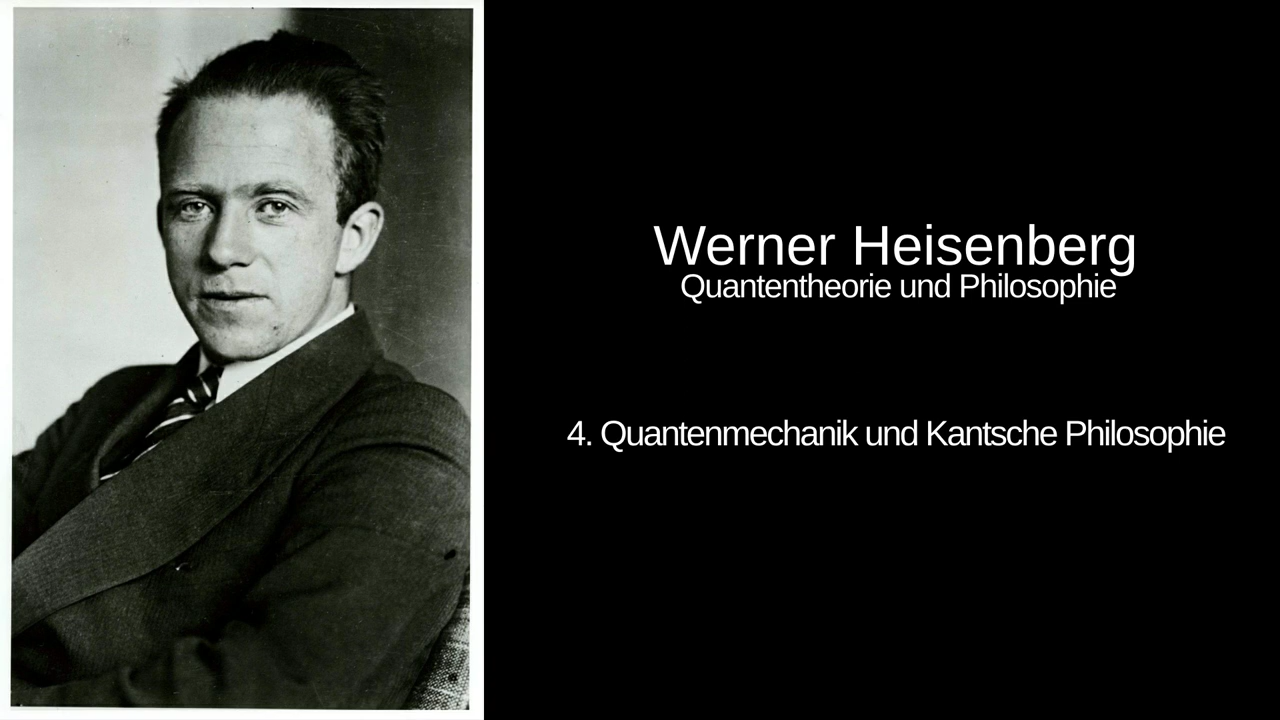 Werner Heisenberg
Quantentheorie und Philosophie
4. Quantenmechanik und Kantsche Philosophie